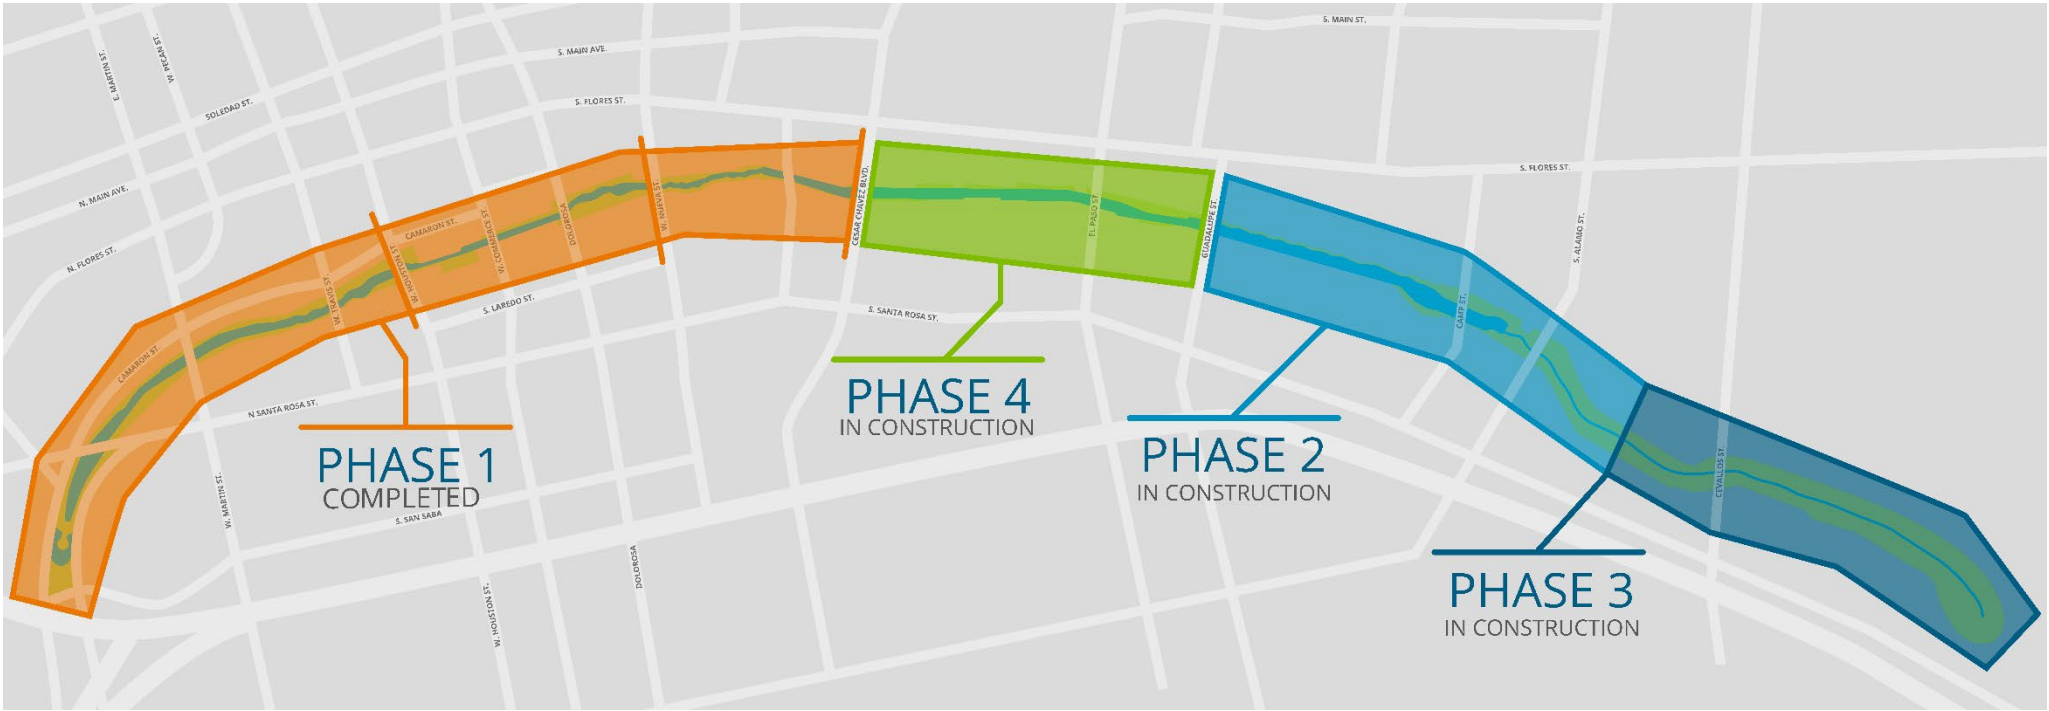 S. MAIN ST.
S. MAIN AVE.
E. MARTIN ST.
W. PECAN ST.
SOLEDAD ST.
S. FLORES ST.
S. FLORES ST.
N. MAIN AVE.
N. FLORES ST.
CAMARON ST.
W. COMMERCE ST.
DOLOROSA
W. NUEVA ST.
CESAR CHAVEZ BLVD.
EL PASO ST.
GUADALUPE ST.
S. ALAMO ST.
W. TRAVIS ST.
W. HOUSTON ST.
S. LAREDO ST.
S. SANTA ROSA ST.
CAMP ST.
CAMARON ST.
N SANTA ROSA ST.
CEVALLOS ST.
PHASE 4
IN CONSTRUCTION
PHASE 1
COMPLETED
PHASE 2
IN CONSTRUCTION
W. MARTIN ST.
S. SAN SABA
DOLOROSA
W. HOUSTON ST.
PHASE 3
IN CONSTRUCTION